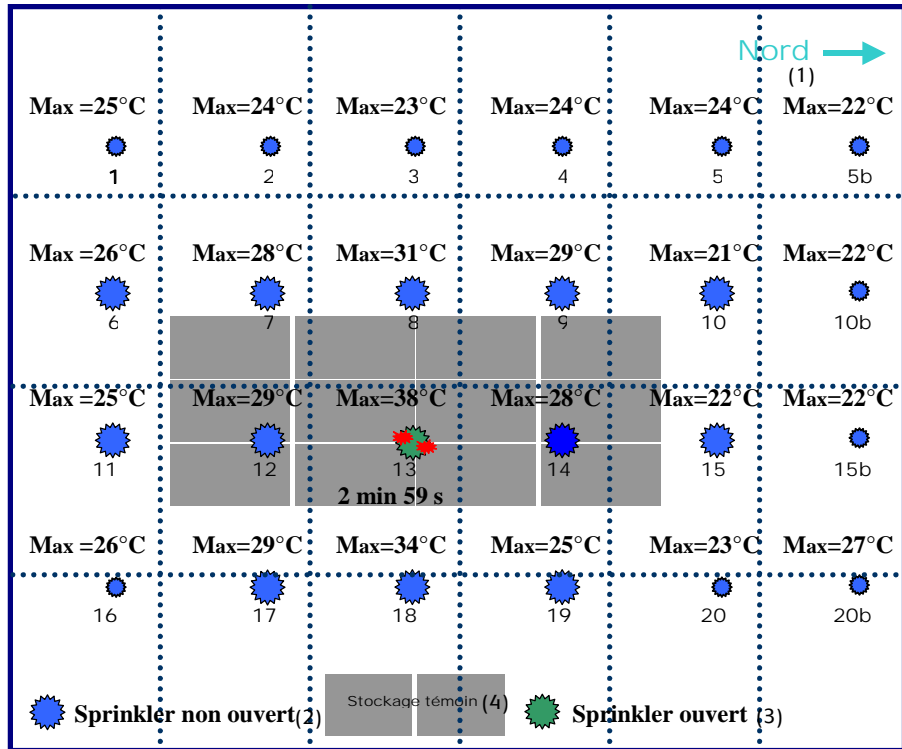 Nord
(1)
Max =25°C Max=24°C Max=23°C Max=24°C Max=24°C Max=22°C
1 2 3 4 5 5b
Max=26°C Max=28°C Max=31°C Max=29°C Max=21°C Max=22°C
6 7 8 9 10 10b
Max=25°C Max=29°C Max=38°C Max=28°C Max=22°C Max=22°C
11 12 13 14 15 15b
2 min 59 s
Max =26°C Max=29°C Max=34°C Max=25°C Max=23°C Max=27°C
16 17 18 19 20 20b
Stockage témoin (4)
Sprinkler non ouvert(2) Sprinkler ouvert (3)